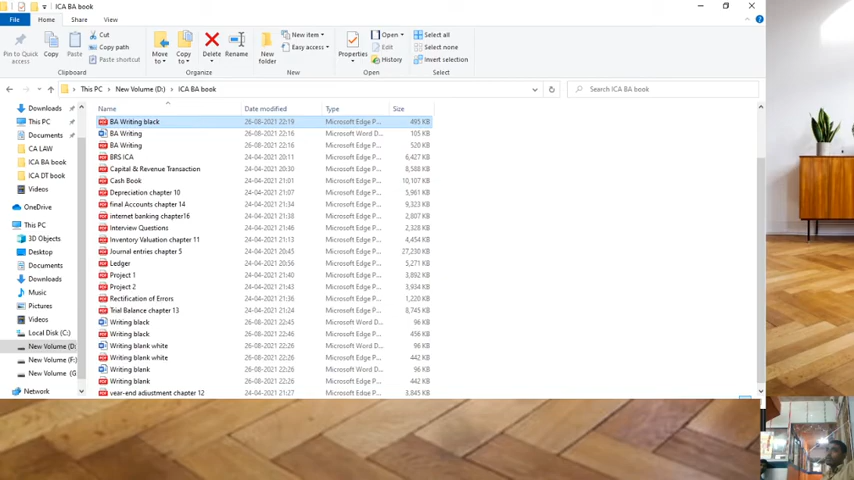 ICA BA book
File Home Share View
Pin to Quick access
Copy
Paste
Cut
Copy path
Paste shortcut
Clipboard
Move to
Copy to
Delete
Rename
Organize
New folder
New item
Easy access
New
Properties
Open
Edit
History
Open
Select all
Select none
Invert selection
Select
This PC New Volume (D:) ICA BA book
Search ICA BA book
Downloads
This PC
Documents
CA LAW
ICA BA book
ICA DT book
Videos
OneDrive
This PC
3D Objects
Desktop
Documents
Downloads
Music
Pictures
Videos
Local Disk (C:)
New Volume (D:
New Volume (F:)
New Volume (G
Network
Name Date modified Type Size
BA Writing black 26-08-2021 22:19 Microsoft Edge P... 495 KB
BA Writing 26-08-2021 22:16 Microsoft Word D... 105 KB
BA Writing 26-08-2021 22:16 Microsoft Edge P... 520 KB
BRS ICA 24-04-2021 20:11 Microsoft Edge P... 6,427 KB
Capital & Revenue Transaction 24-04-2021 20:30 Microsoft Edge P... 8,588 KB
Cash Book 24-04-2021 21:01 Microsoft Edge P... 10,107 KB
Depreciation chapter 10 24-04-2021 21:07 Microsoft Edge P... 5,961 KB
final Accounts chapter 14 24-04-2021 21:34 Microsoft Edge P... 9,323 KB
internet banking chapter16 24-04-2021 21:38 Microsoft Edge P... 2,807 KB
Interview Questions 24-04-2021 21:46 Microsoft Edge P... 2,328 KB
Inventory Valuation chapter 11 24-04-2021 21:13 Microsoft Edge P... 4,454 KB
Journal entries chapter 5 24-04-2021 20:45 Microsoft Edge P... 27,230 KB
Ledger 24-04-2021 20:56 Microsoft Edge P... 5,271 KB
Project 1 24-04-2021 21:40 Microsoft Edge P... 3,892 KB
Project 2 24-04-2021 21:43 Microsoft Edge P... 3,934 KB
Rectification of Errors 24-04-2021 21:36 Microsoft Edge P... 1,220 KB
Trial Balance chapter 13 24-04-2021 21:24 Microsoft Edge P... 8,745 KB
Writing black 26-08-2021 22:45 Microsoft Word D... 96 KB
Writing black 26-08-2021 22:46 Microsoft Edge P... 456 KB
Writing blank white 26-08-2021 22:26 Microsoft Word D... 96 KB
Writing blank white 26-08-2021 22:26 Microsoft Edge P... 442 KB
Writing blank 26-08-2021 22:26 Microsoft Word D... 96 KB
Writing blank 26-08-2021 22:26 Microsoft Edge P... 442 KB
year-end adjustment chapter 12 24-04-2021 21:27 Microsoft Edge P... 3,845 KB